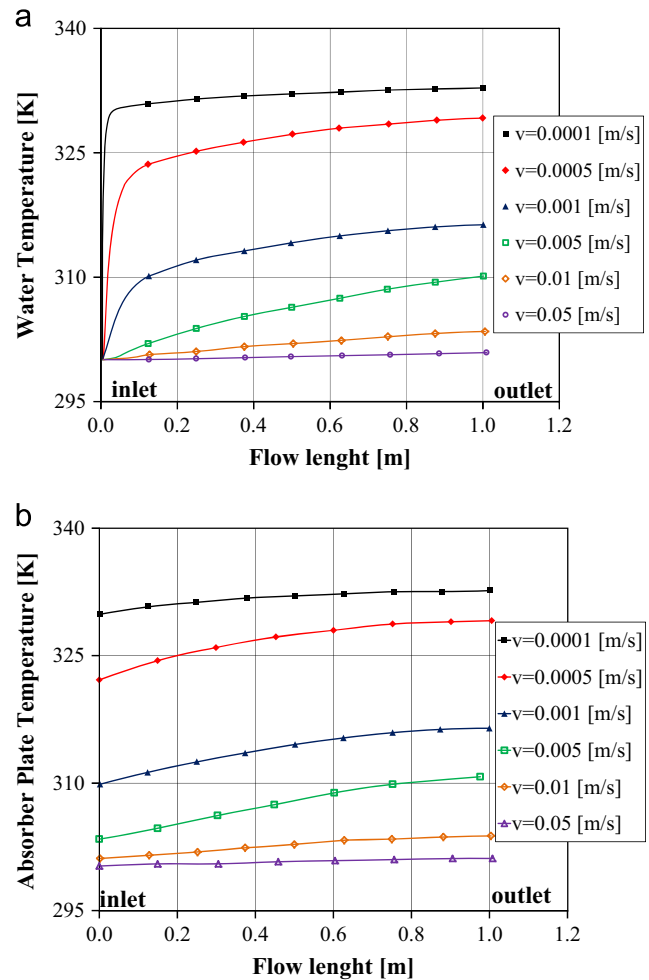 a
340
325
310
295
Water Temperature [K]
0.0 0.2 0.4 0.6 0.8 1.0 1.2
inlet outlet
Flow lenght [m]
v=0.0001 [m/s]
v=0.0005 [m/s]
v=0.001 [m/s]
v=0.005 [m/s]
v=0.01 [m/s]
v=0.05 [m/s]
b
340
325
310
295
Absorber Plate Temperature [K]
0.0 0.2 0.4 0.6 0.8 1.0 1.2
inlet outlet
Flow lenght [m]
v=0.0001 [m/s]
v=0.0005 [m/s]
v=0.001 [m/s]
v=0.005 [m/s]
v=0.01 [m/s]
v=0.05 [m/s]